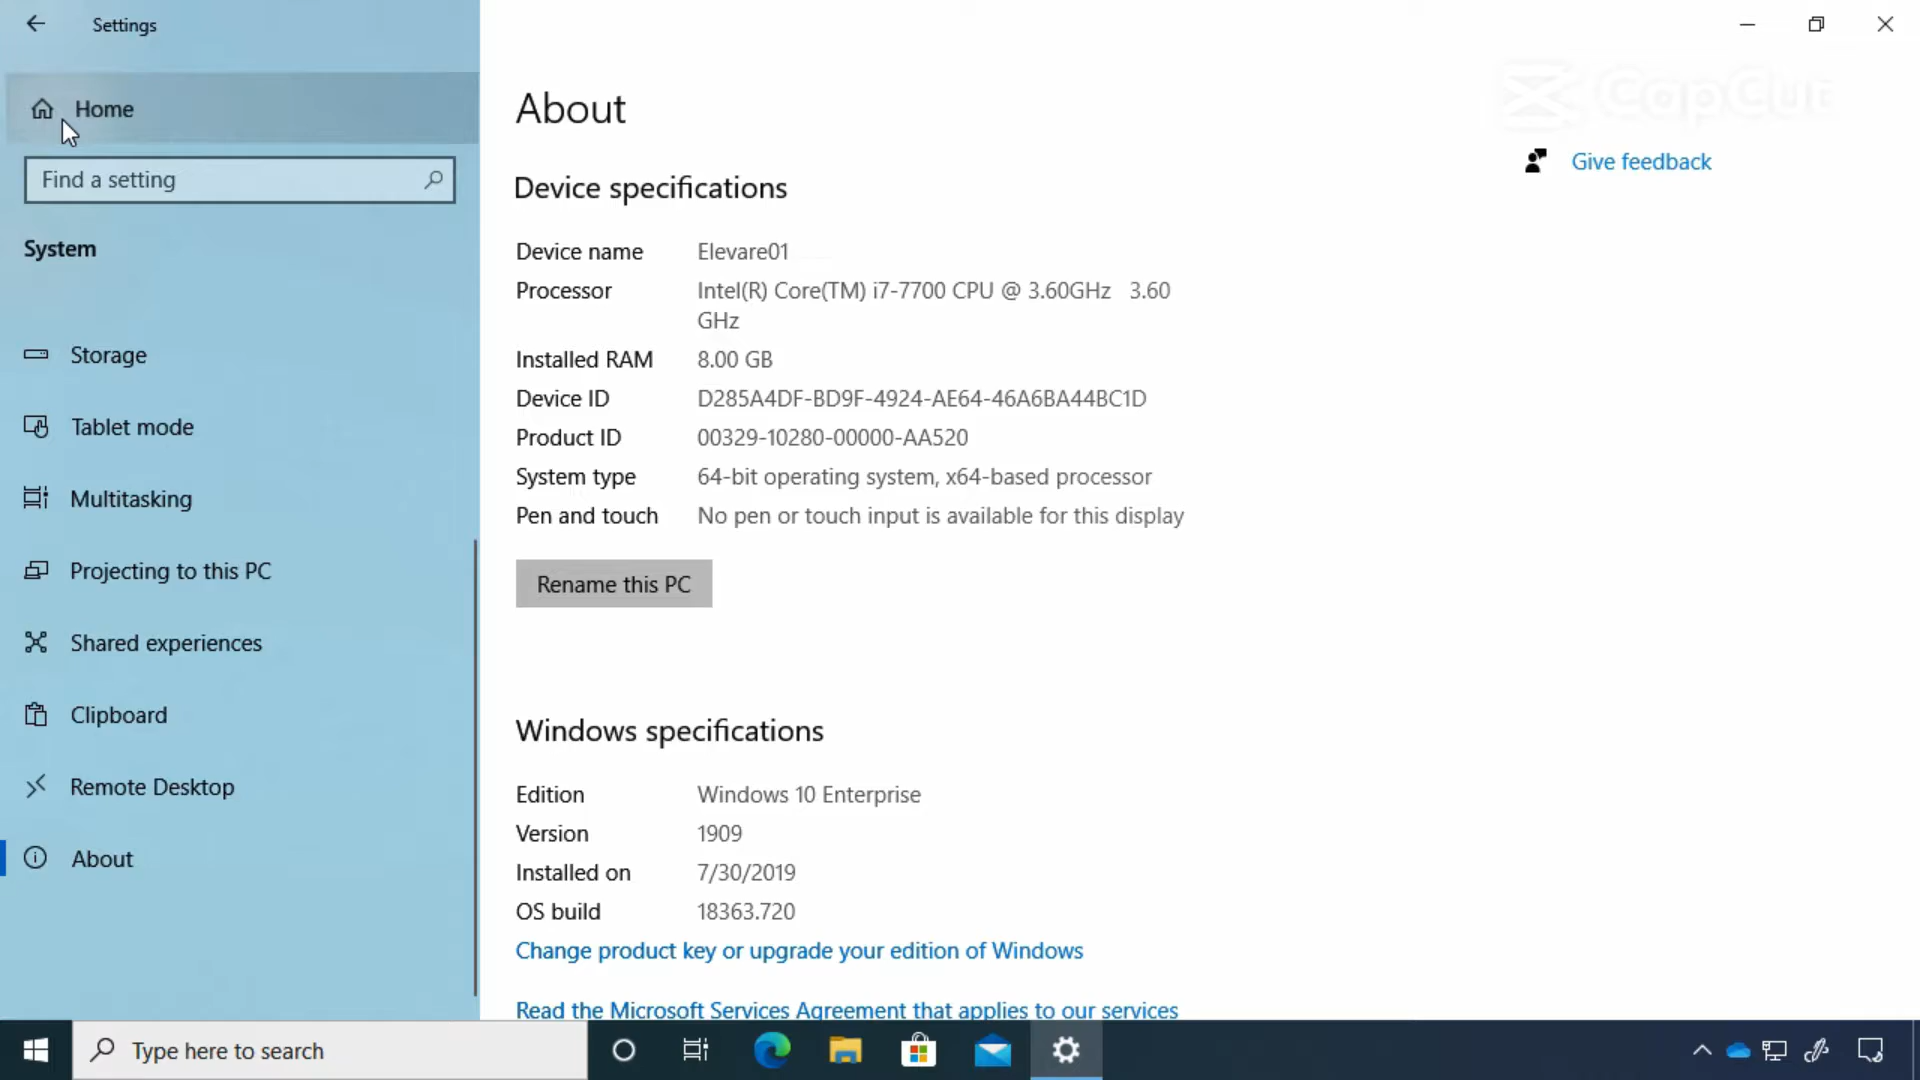 Settings
Home
Find a setting
System
Storage
Tablet mode
Multitasking
Projecting to this PC
Shared experiences
Clipboard
Remote Desktop
About
About
CapCut
Give feedback
Device specifications
Device name Elevare01
Processor Intel(R) Core(TM) i7-7700 CPU @ 3.60GHz 3.60
GHz
Installed RAM 8.00 GB
Device ID D285A4DF-BD9F-4924-AE64-46A6BA44BC1D
Product ID 00329-10280-00000-AA520
System type 64-bit operating system, x64-based processor
Pen and touch No pen or touch input is available for this display
Rename this PC
Windows specifications
Edition Windows 10 Enterprise
Version 1909
Installed on 7/30/2019
OS build 18363.720
Change product key or upgrade your edition of Windows
Read the Microsoft Services Agreement that applies to our services
Type here to search